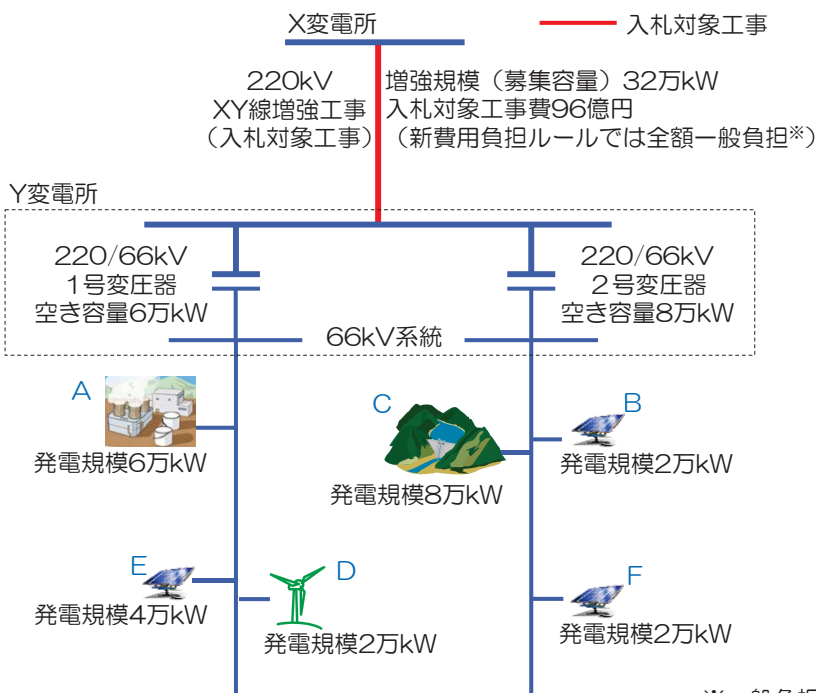 X変電所
入札対象工事
220kV
XY線増強工事
(入札対象工事)
増強規模(募集容量)32万kW
入札対象工事費96億円
(新費用負担ルールでは全額一般負担※)
Y変電所
220/66kV
1号変圧器
空き容量6万kW
220/66kV
2号変圧器
空き容量8万kW
66kV系統
A
発電規模6万kW
C
発電規模8万kW
B
発電規模2万kW
E
発電規模4万kW
D
発電規模2万kW
F
発電規模2万kW